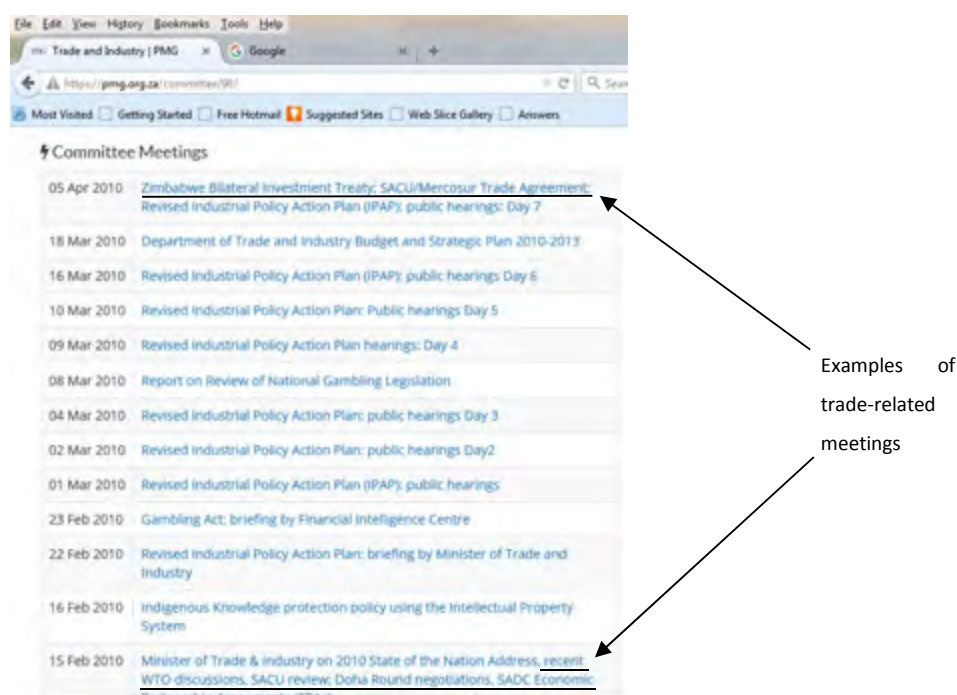 File Edit View History Bookmarks Tools Help
Trade and Industry | PMG × Google × +
https://pmg.org.za/committee/
Most Visited Getting Started Free Hotmail Suggested Sites Web Slice Gallery Answers
Committee Meetings
05 Apr 2010 Zimbabwe Bilateral Investment Treaty; SACU/Mercosur Trade Agreement;
Revised Industrial Policy Action Plan (IPAP): public hearings: Day 7
18 Mar 2010 Department of Trade and Industry Budget and Strategic Plan 2010-2013
16 Mar 2010 Revised Industrial Policy Action Plan (IPAP): public hearings Day 6
10 Mar 2010 Revised Industrial Policy Action Plan: Public hearings Day 5
09 Mar 2010 Revised Industrial Policy Action Plan hearings: Day 4
08 Mar 2010 Report on Review of National Gambling Legislation
04 Mar 2010 Revised Industrial Policy Action Plan: public hearings Day 3
02 Mar 2010 Revised Industrial Policy Action Plan: public hearings Day2
01 Mar 2010 Revised Industrial Policy Action Plan (IPAP): public hearings
23 Feb 2010 Gambling Act: briefing by Financial Intelligence Centre
22 Feb 2010 Revised Industrial Policy Action Plan: briefing by Minister of Trade and
Industry
16 Feb 2010 Indigenous Knowledge protection policy using the Intellectual Property
System
15 Feb 2010 Minister of Trade & industry on 2010 State of the Nation Address, recent
WTO discussions, SACU review; Doha Round negotiations, SADC Economic
Examples of
trade-related
meetings